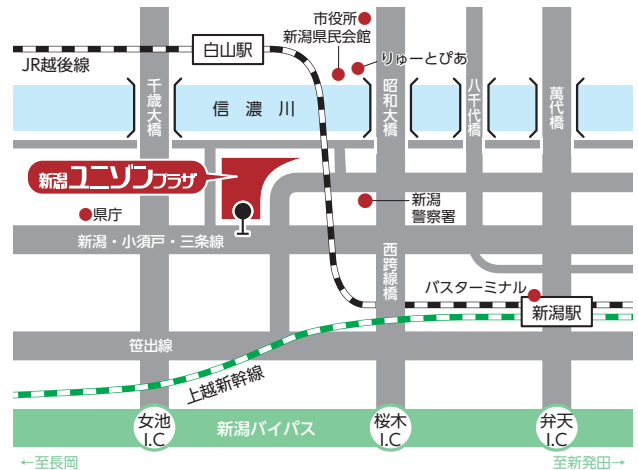 市役所
新潟県民会館
りゅーとぴあ
白山駅
JR越後線
千歳大橋
信濃川
昭和大橋
八千代橋
萬代橋
新潟ユニゾンプラザ
県庁
新潟
警察署
新潟・小須戸・三条線
西跨線橋
バスターミナル
新潟駅
笹出線
上越新幹線
女池
I.C
新潟バイパス
桜木
I.C
弁天
I.C
←至長岡
至新発田→